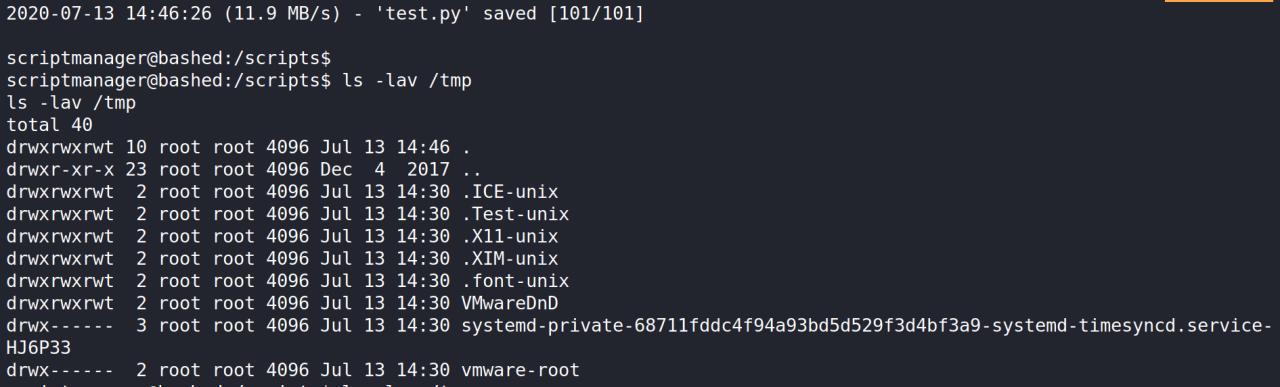 2020-07-13 14:46:26 (11.9 MB/s) - 'test.py' saved [101/101]
scriptmanager@bashed:/scripts$
scriptmanager@bashed:/scripts$ ls -lav /tmp
ls -lav /tmp
total 40
drwxrwxrwt 10 root root 4096 Jul 13 14:46 .
drwxr-xr-x 23 root root 4096 Dec  4  2017 ..
drwxrwxrwt  2 root root 4096 Jul 13 14:30 .ICE-unix
drwxrwxrwt  2 root root 4096 Jul 13 14:30 .Test-unix
drwxrwxrwt  2 root root 4096 Jul 13 14:30 .X11-unix
drwxrwxrwt  2 root root 4096 Jul 13 14:30 .XIM-unix
drwxrwxrwt  2 root root 4096 Jul 13 14:30 .font-unix
drwxrwxrwt  2 root root 4096 Jul 13 14:30 VMwareDnD
drwx------  3 root root 4096 Jul 13 14:30 systemd-private-68711fddc4f94a93bd5d529f3d4bf3a9-systemd-timesyncd.service-
HJ6P33
drwx------  2 root root 4096 Jul 13 14:30 vmware-root